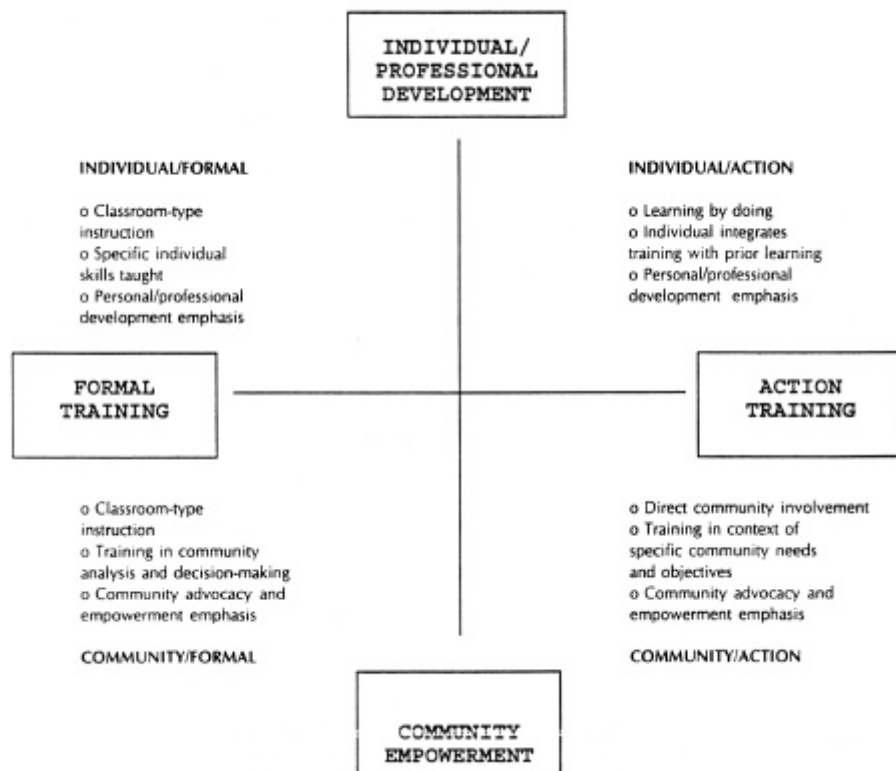 INDIVIDUAL/
PROFESSIONAL
DEVELOPMENT
INDIVIDUAL/FORMAL
o Classroom-type
instruction
o Specific individual
skills taught
o Personal/professional
development emphasis
INDIVIDUAL/ACTION
o Learning by doing
o Individual integrates
training with prior learning
o Personal/professional
development emphasis
FORMAL
TRAINING
ACTION
TRAINING
o Classroom-type
instruction
o Training in community
analysis and decision-making
o Community advocacy and
empowerment emphasis
COMMUNITY/FORMAL
o Direct community involvement
o Training in context of
specific community needs
and objectives
o Community advocacy and
empowerment emphasis
COMMUNITY/ACTION
COMMUNITY
EMPOWERMENT